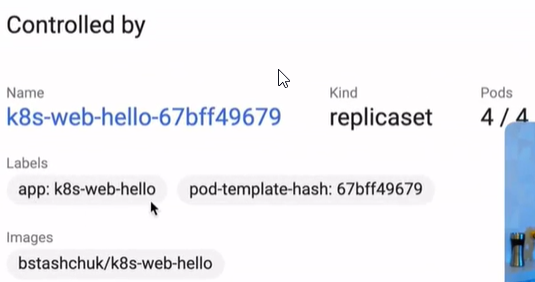 Controlled by
Name Kind Pods
k8s-web-hello-67bff49679 replicaset 4 / 4
Labels
app: k8s-web-hello pod-template-hash: 67bff49679
Images
bstashchuk/k8s-web-hello